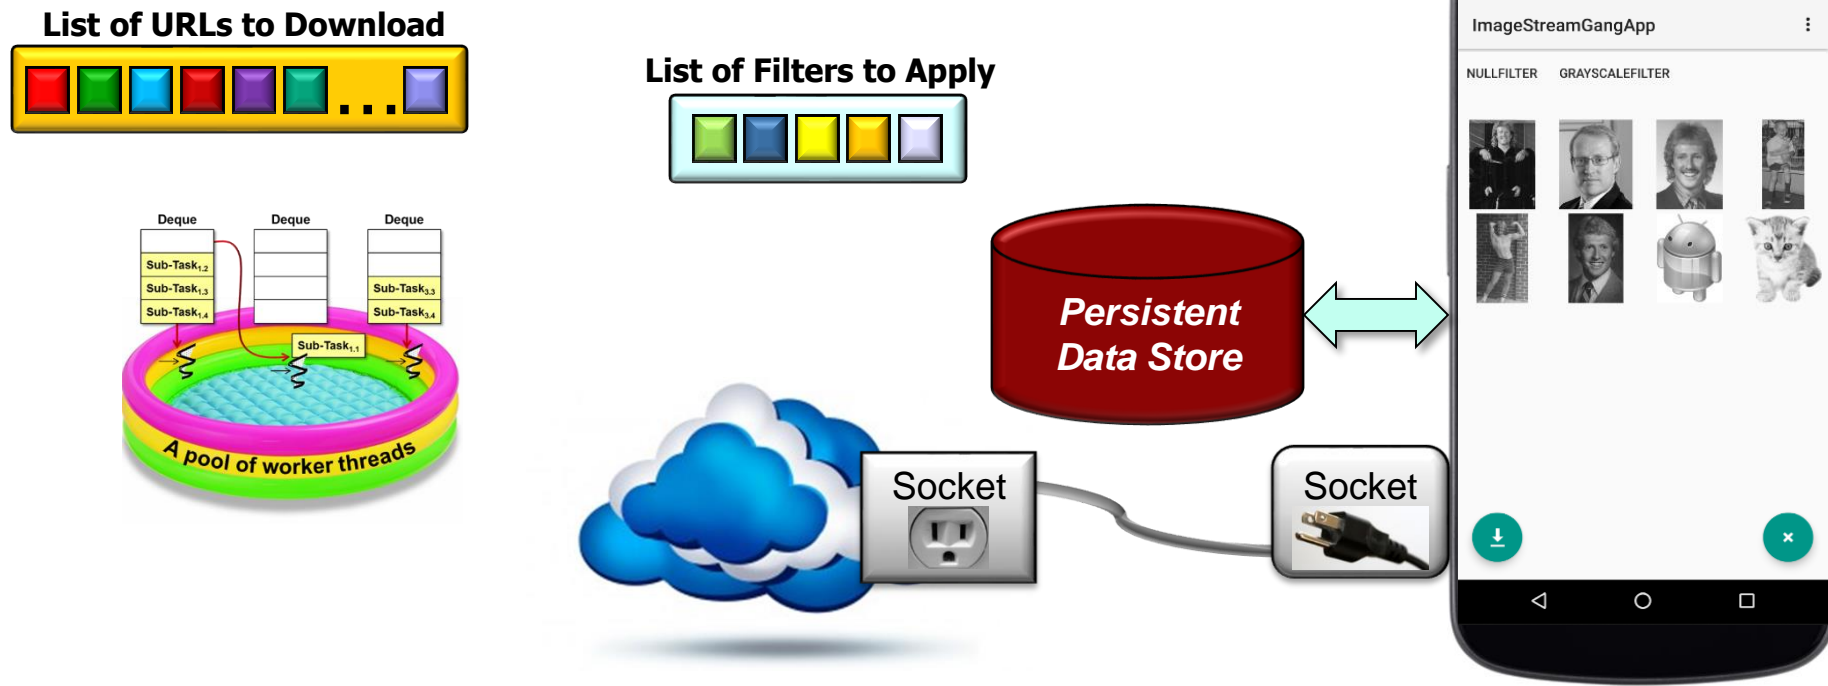 List of URLs to Download
...
List of Filters to Apply
Deque
Deque
Deque
Sub-Task1.2
Sub-Task1.3
Sub-Task1.4
Sub-Task3.3
Sub-Task3.4
Sub-Task1.1
A pool of worker threads
Persistent
Data Store
Socket
Socket
ImageStreamGangApp
NULLFILTER GRAYSCALEFILTER